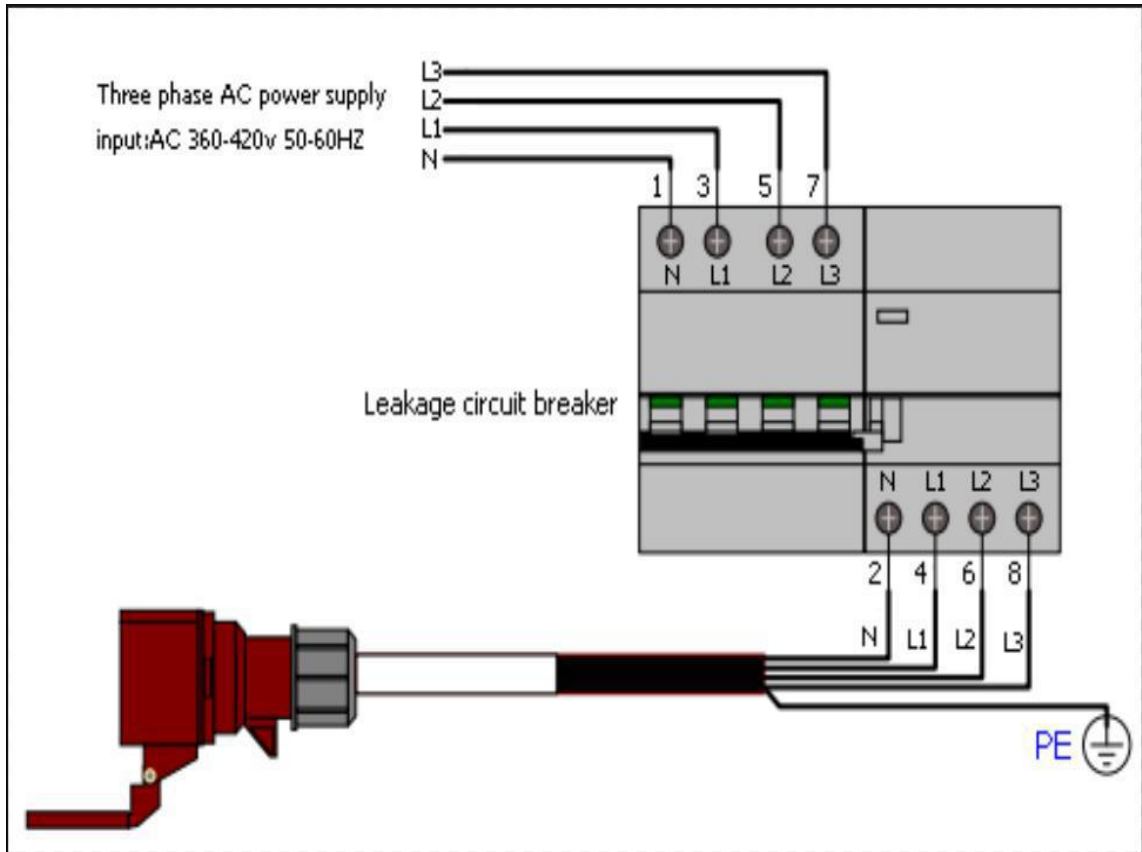 L3
Three phase AC power supply
L2
input:AC 360-420v 50-60HZ
L1
N
1 3 5 7
N L1 L2 L3
Leakage circuit breaker
N L1 L2 L3
2 4 6 8
N L1 L2 L3
PE